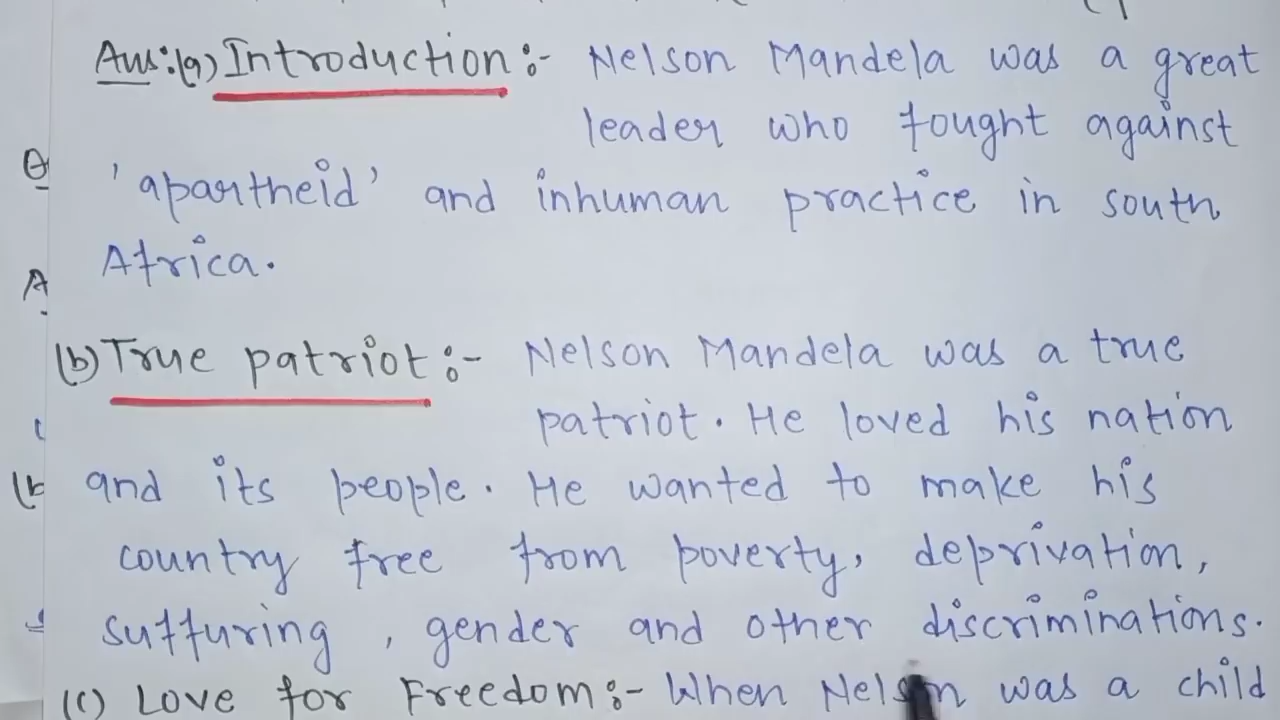 Ans:(a) Introduction:- Nelson Mandela was a great
leader who fought against
'apartheid' and inhuman practice in south
Africa.
(b) True patriot:- Nelson Mandela was a true
patriot. He loved his nation
and its people. He wanted to make his
country free from poverty, deprivation,
suffuring, gender and other discriminations.
(c) Love for Freedom:- When Nelson was a child